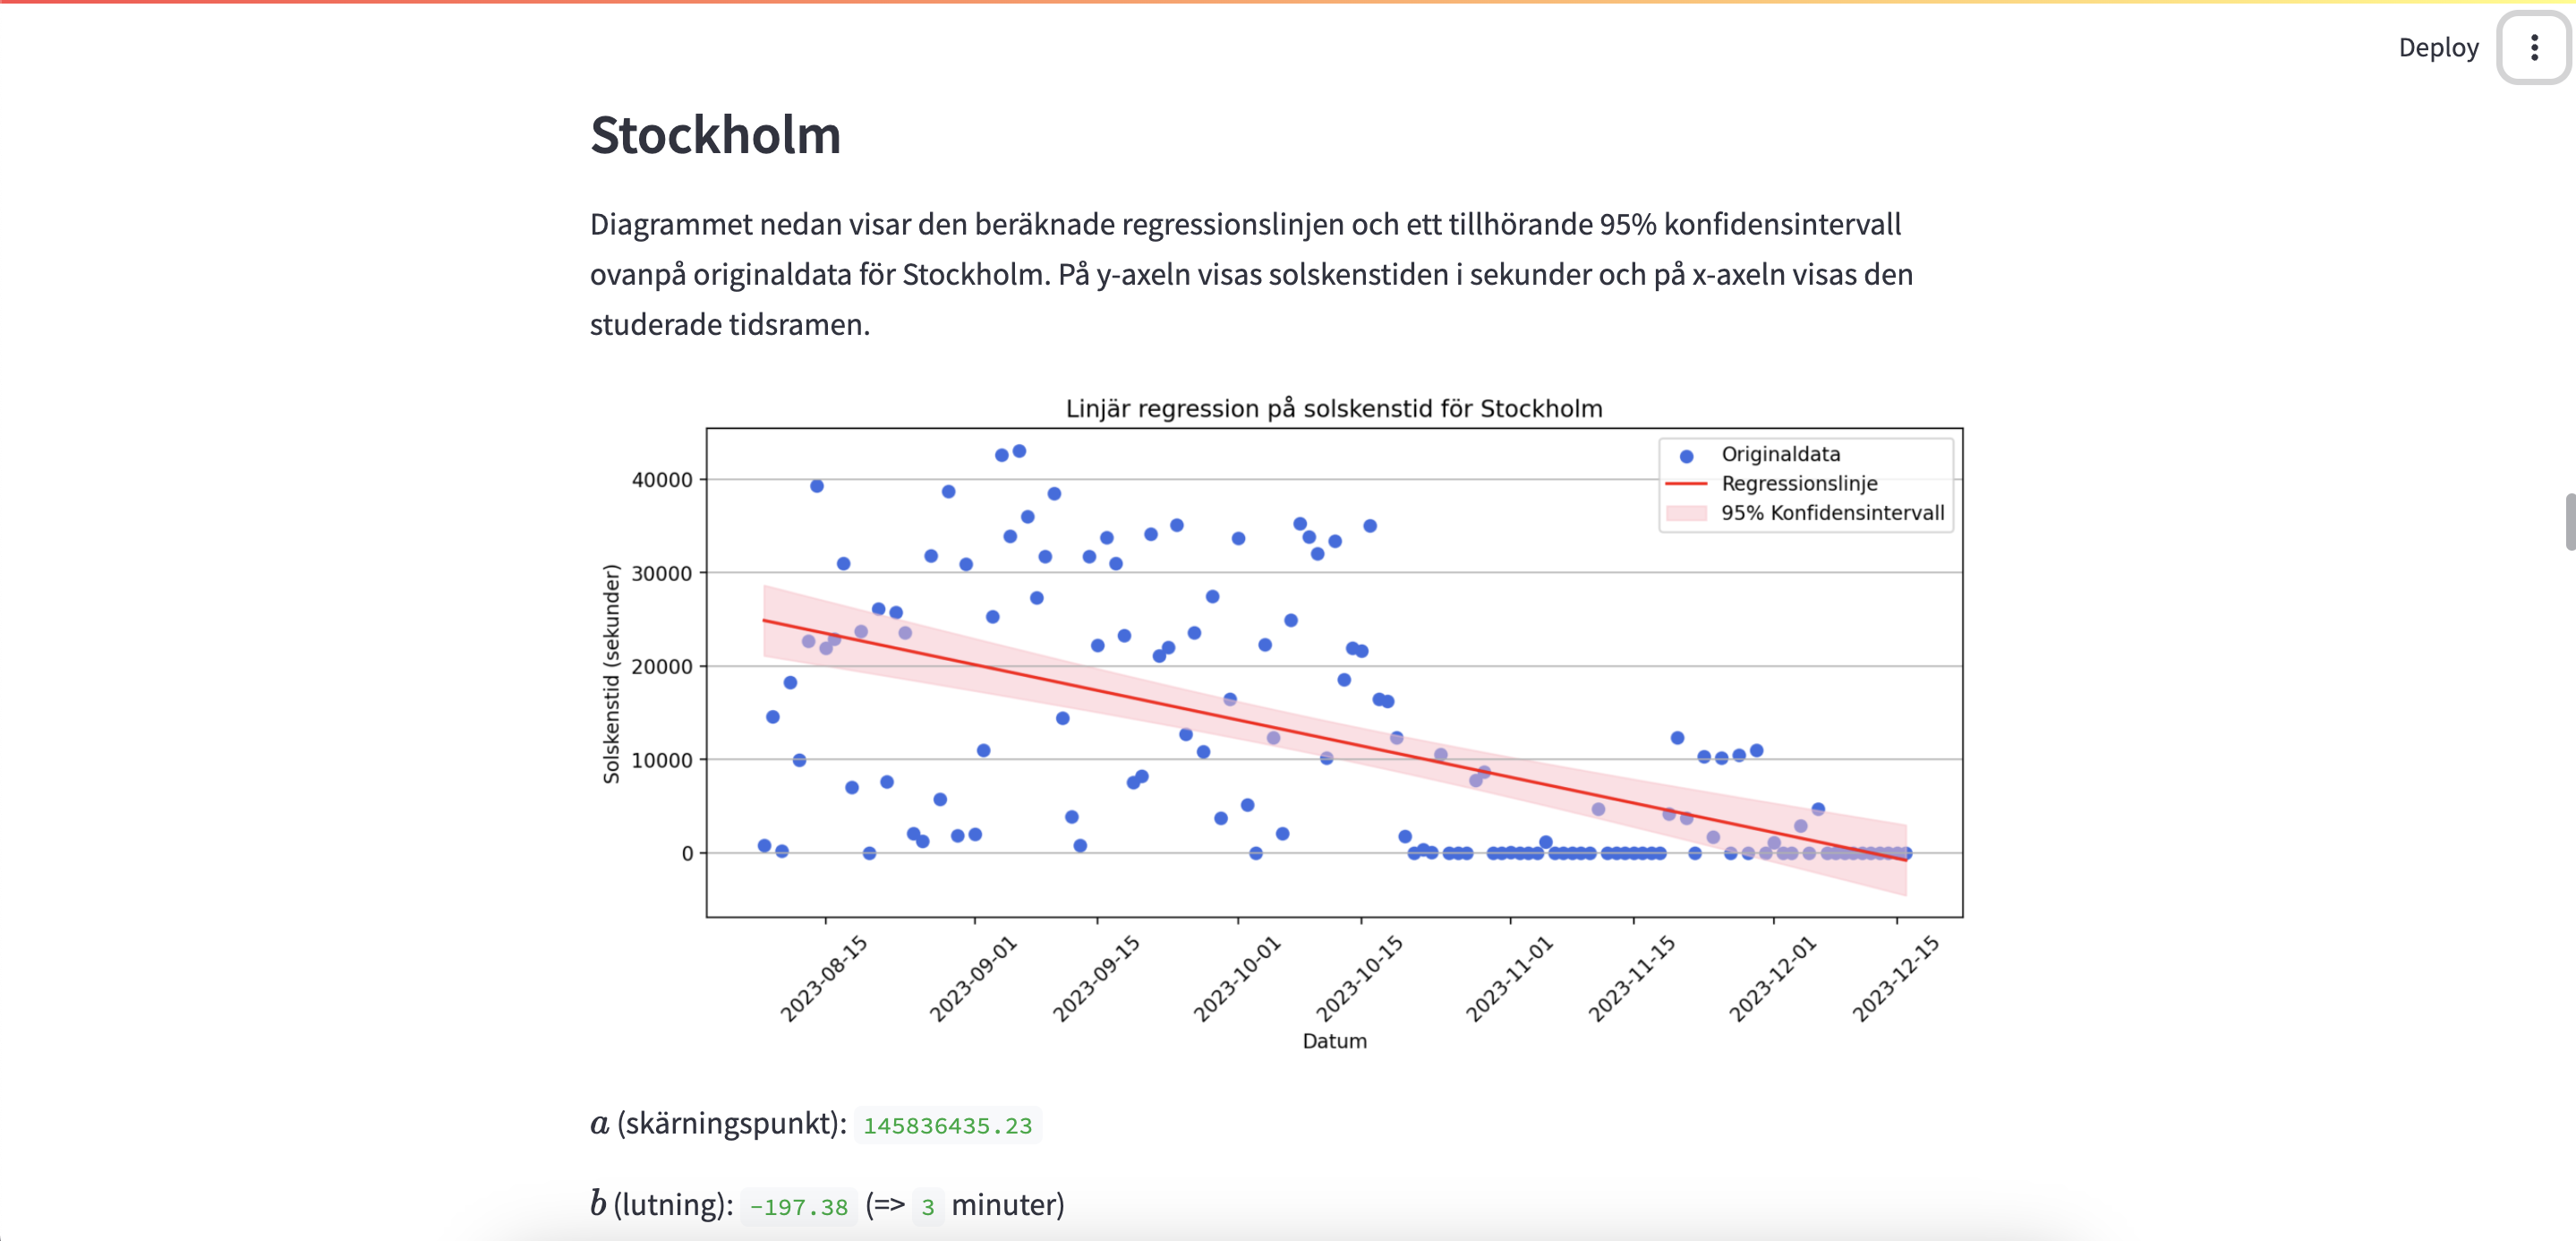 Deploy
Stockholm
Diagrammet nedan visar den beräknade regressionslinjen och ett tillhörande 95% konfidensintervall
ovanpå originaldata för Stockholm. På y-axeln visas solskenstiden i sekunder och på x-axeln visas den
studerade tidsramen.
Linjär regression på solskenstid för Stockholm
Originaldata
Regressionslinje
95% Konfidensintervall
Solskenstid (sekunder)
40000
30000
20000
10000
0
2023-08-15
2023-09-01
2023-09-15
2023-10-01
2023-10-15
2023-11-01
2023-11-15
2023-12-01
2023-12-15
Datum
a (skärningspunkt): 145836435.23
b (lutning): -197.38 (=> 3 minuter)